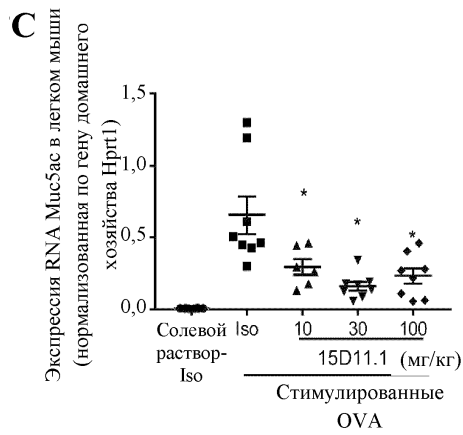 C
Экспрессия RNA Muc5ac в легком мыши
(нормализованная по гену домашнего
хозяйства Hprt1)
1,5
1,0
0,5
0,0
*
*
*
Солевой
раствор-
Iso
Iso
10
30
100
15D11.1 (мг/кг)
Стимулированные
OVA